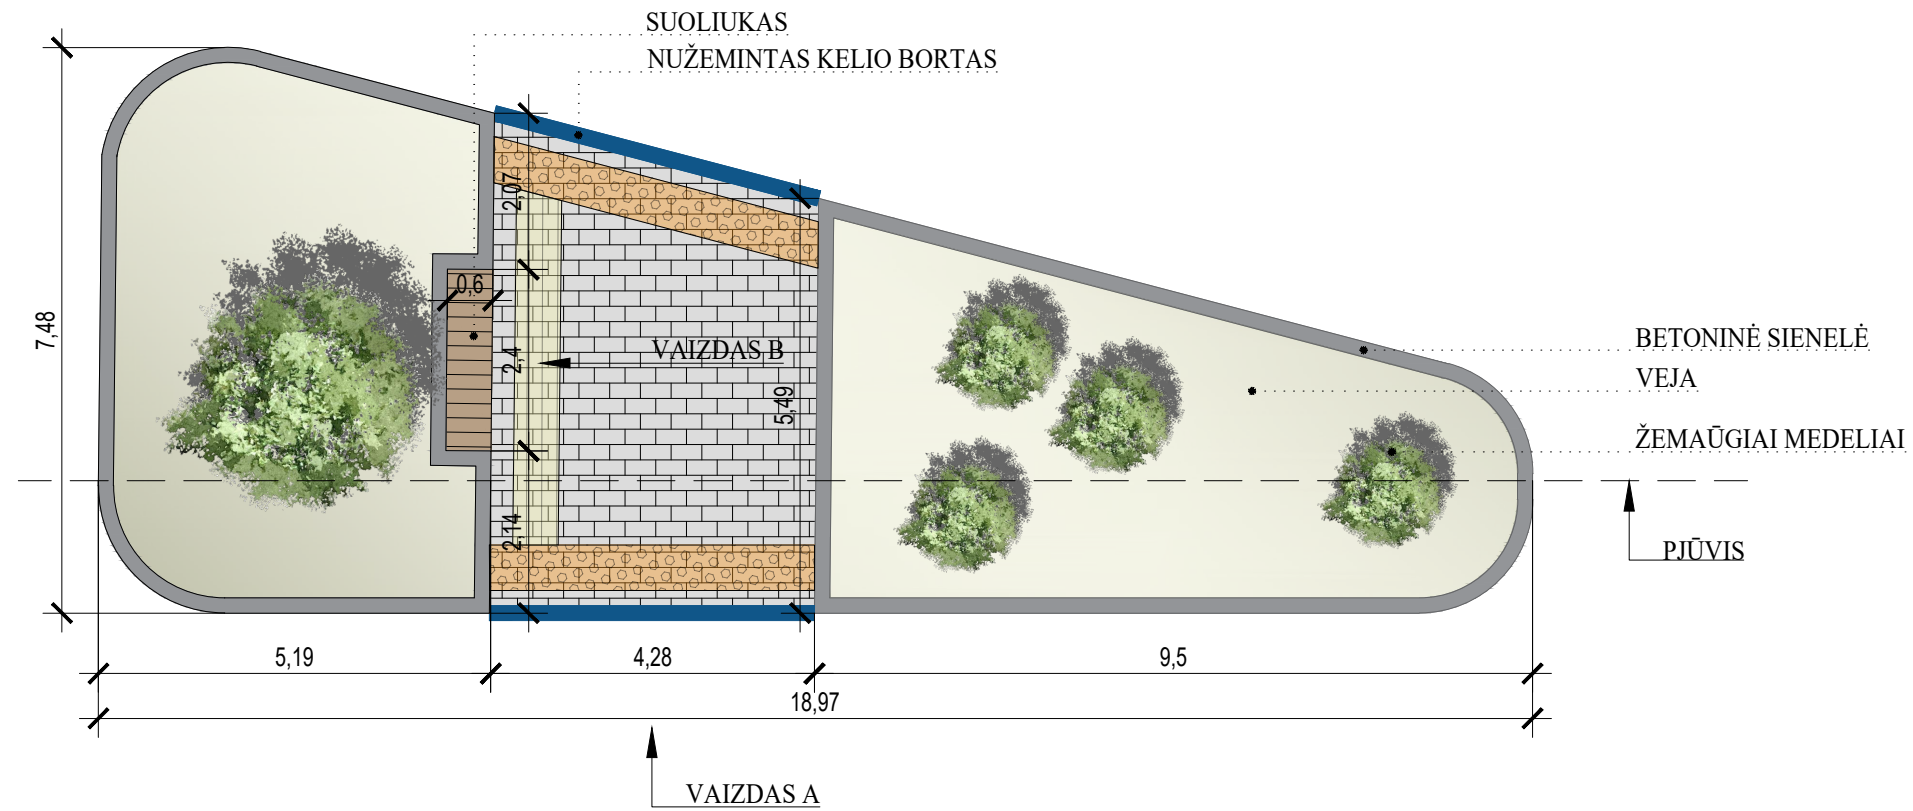 SUOLIUKAS
NUŽEMINTAS KELIO BORTAS
2,07
0,6
7,48
VAIZDAS B
2,4
5,49
BETONINĖ SIENELĖ
VEJA
ŽEMAŪGIAI MEDELIAI
2,14
PJŪVIS
5,19
4,28
9,5
18,97
VAIZDAS A